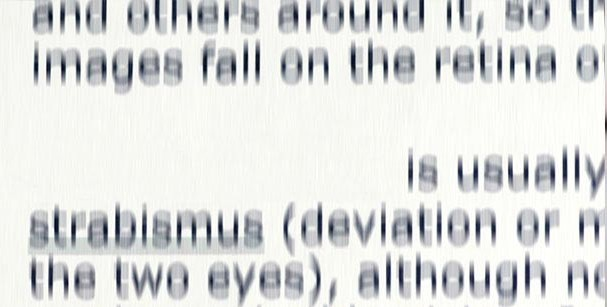 and others around it, so
images fall on the retina
is usually
strabismus (deviation or
the two eyes), although